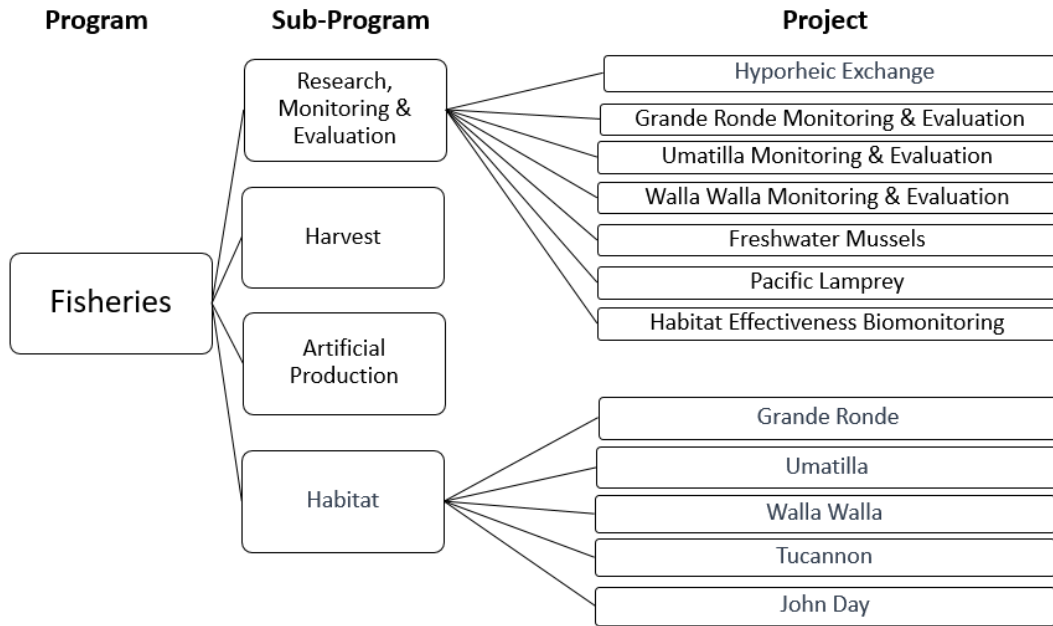 Program
Sub-Program
Project
Fisheries
Research,
Monitoring &
Evaluation
Harvest
Artificial
Production
Habitat
Hyporheic Exchange
Grande Ronde Monitoring & Evaluation
Umatilla Monitoring & Evaluation
Walla Walla Monitoring & Evaluation
Freshwater Mussels
Pacific Lamprey
Habitat Effectiveness Biomonitoring
Grande Ronde
Umatilla
Walla Walla
Tucannon
John Day